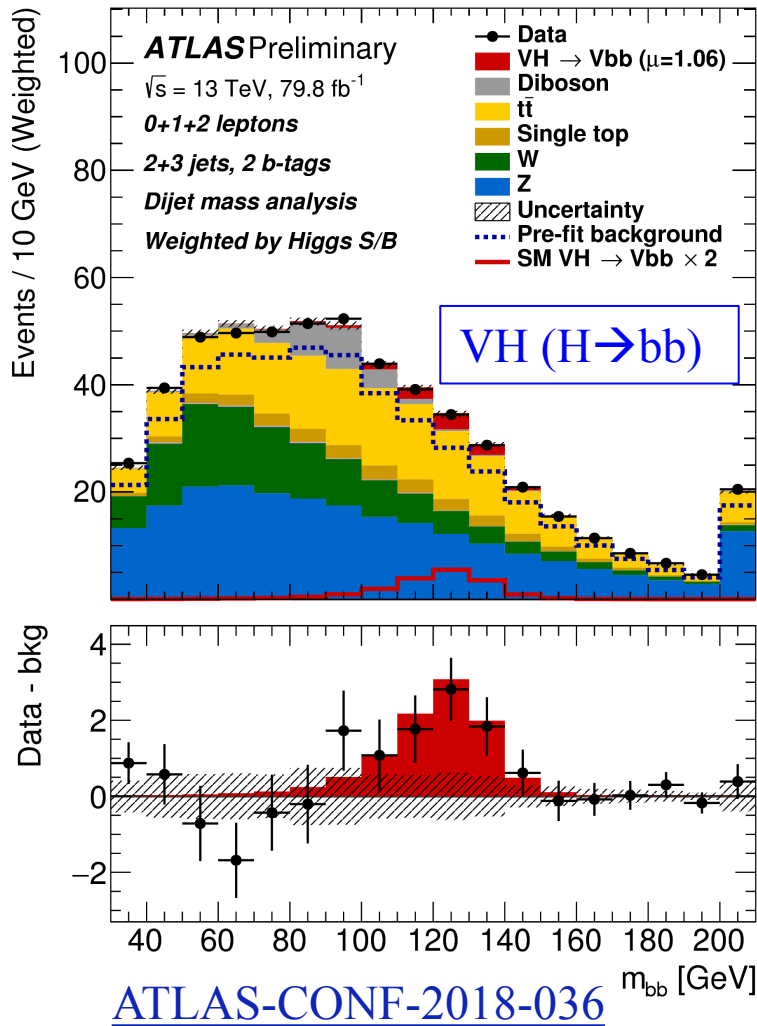 Events / 10 GeV (Weighted)
100
80
60
40
20
ATLAS Preliminary
√s = 13 TeV, 79.8 fb⁻¹
0+1+2 leptons
2+3 jets, 2 b-tags
Dijet mass analysis
Weighted by Higgs S/B
Data
VH → Vbb (μ=1.06)
Diboson
tt̄
Single top
W
Z
Uncertainty
Pre-fit background
SM VH → Vbb × 2
VH (H→bb)
Data - bkg
4
2
0
−2
40 60 80 100 120 140 160 180 200
m_bb [GeV]
ATLAS-CONF-2018-036